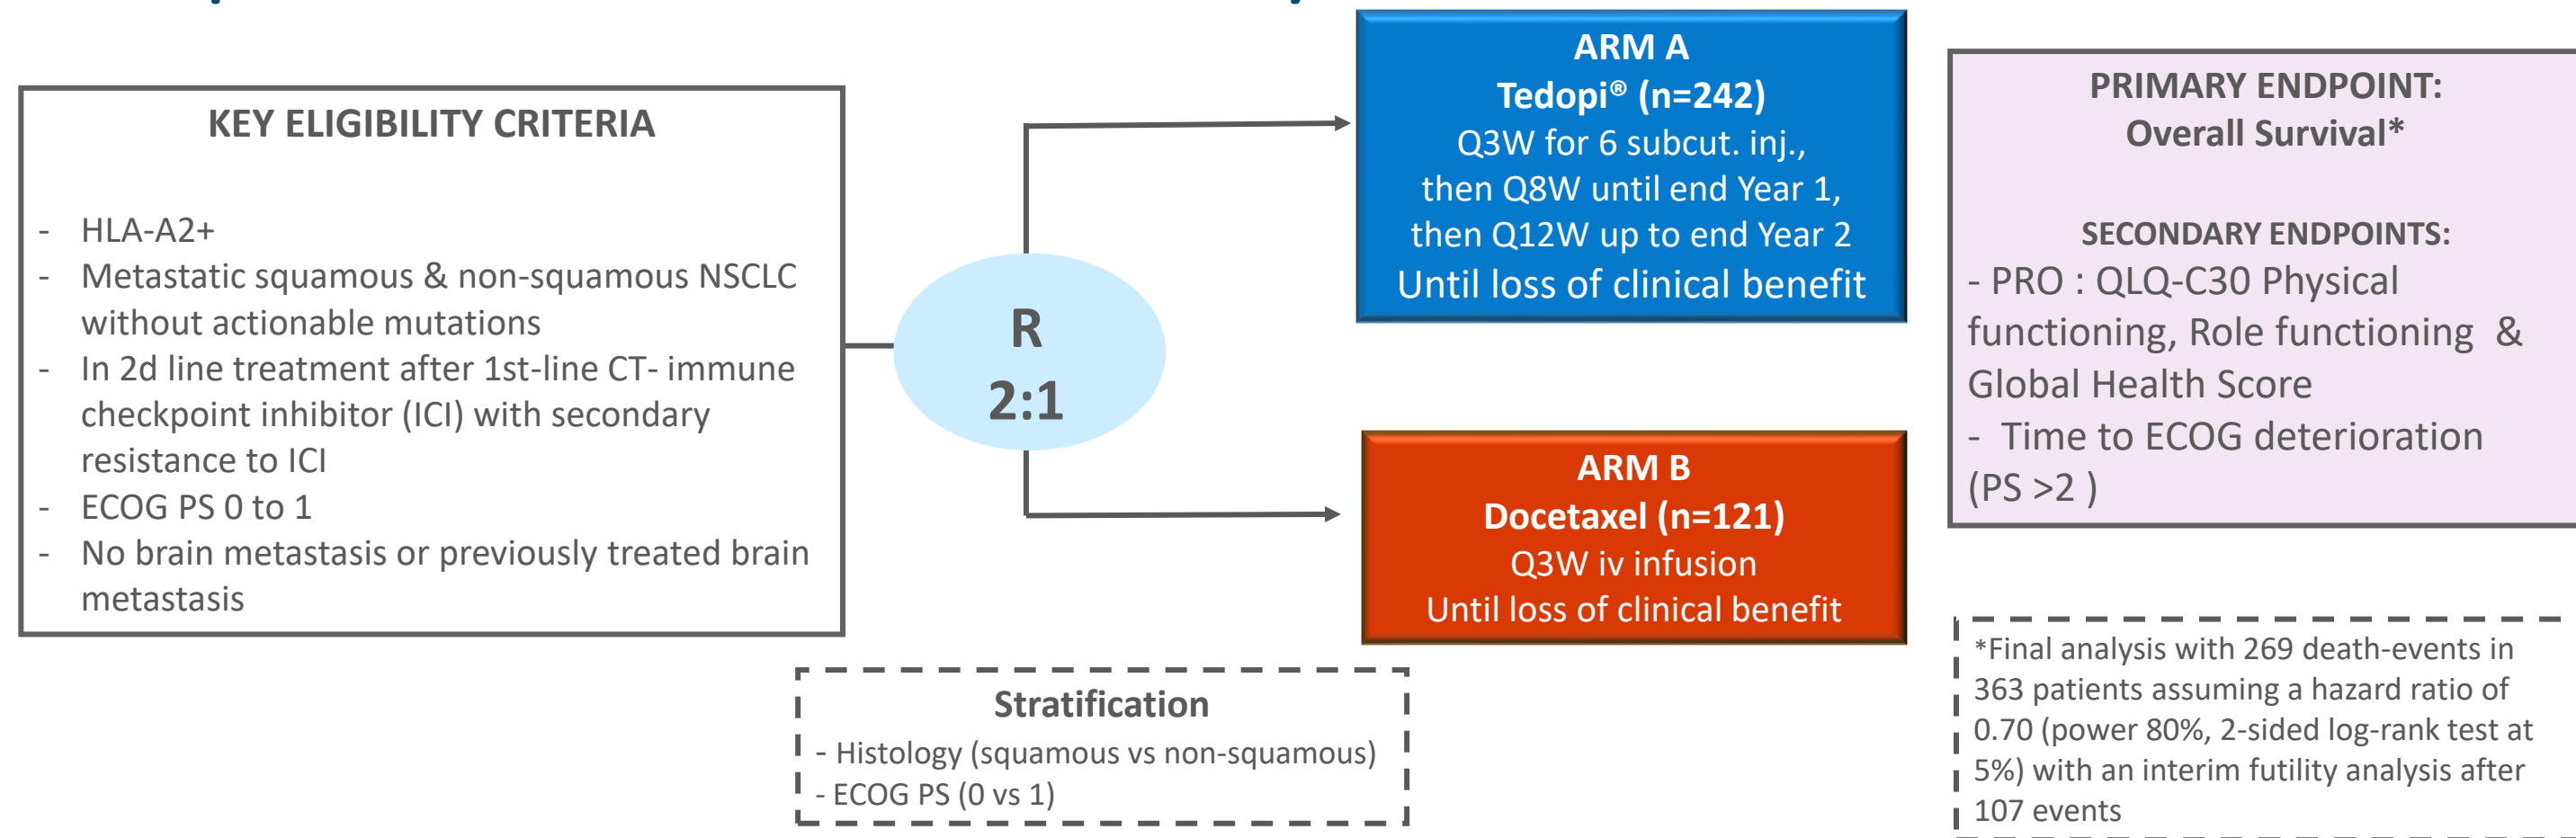 KEY ELIGIBILITY CRITERIA
- HLA-A2+
- Metastatic squamous & non-squamous NSCLC
without actionable mutations
- In 2d line treatment after 1st-line CT- immune
checkpoint inhibitor (ICI) with secondary
resistance to ICI
- ECOG PS 0 to 1
- No brain metastasis or previously treated brain
metastasis
R
2:1
ARM A
Tedopi® (n=242)
Q3W for 6 subcut. inj.,
then Q8W until end Year 1,
then Q12W up to end Year 2
Until loss of clinical benefit
ARM B
Docetaxel (n=121)
Q3W iv infusion
Until loss of clinical benefit
Stratification
- Histology (squamous vs non-squamous)
- ECOG PS (0 vs 1)
PRIMARY ENDPOINT:
Overall Survival*
SECONDARY ENDPOINTS:
- PRO : QLQ-C30 Physical
functioning, Role functioning &
Global Health Score
- Time to ECOG deterioration
(PS >2 )
*Final analysis with 269 death-events in
363 patients assuming a hazard ratio of
0.70 (power 80%, 2-sided log-rank test at
5%) with an interim futility analysis after
107 events